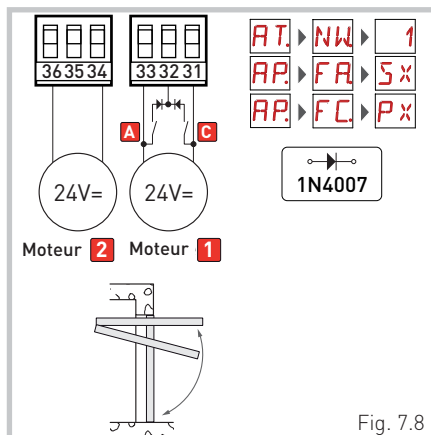 AT. NW. 1
36 35 34 33 32 31
AP. FA. SX
AP. FC. PX
A C
1N4007
24V= 24V=
Moteur 2 Moteur 1
Fig. 7.8